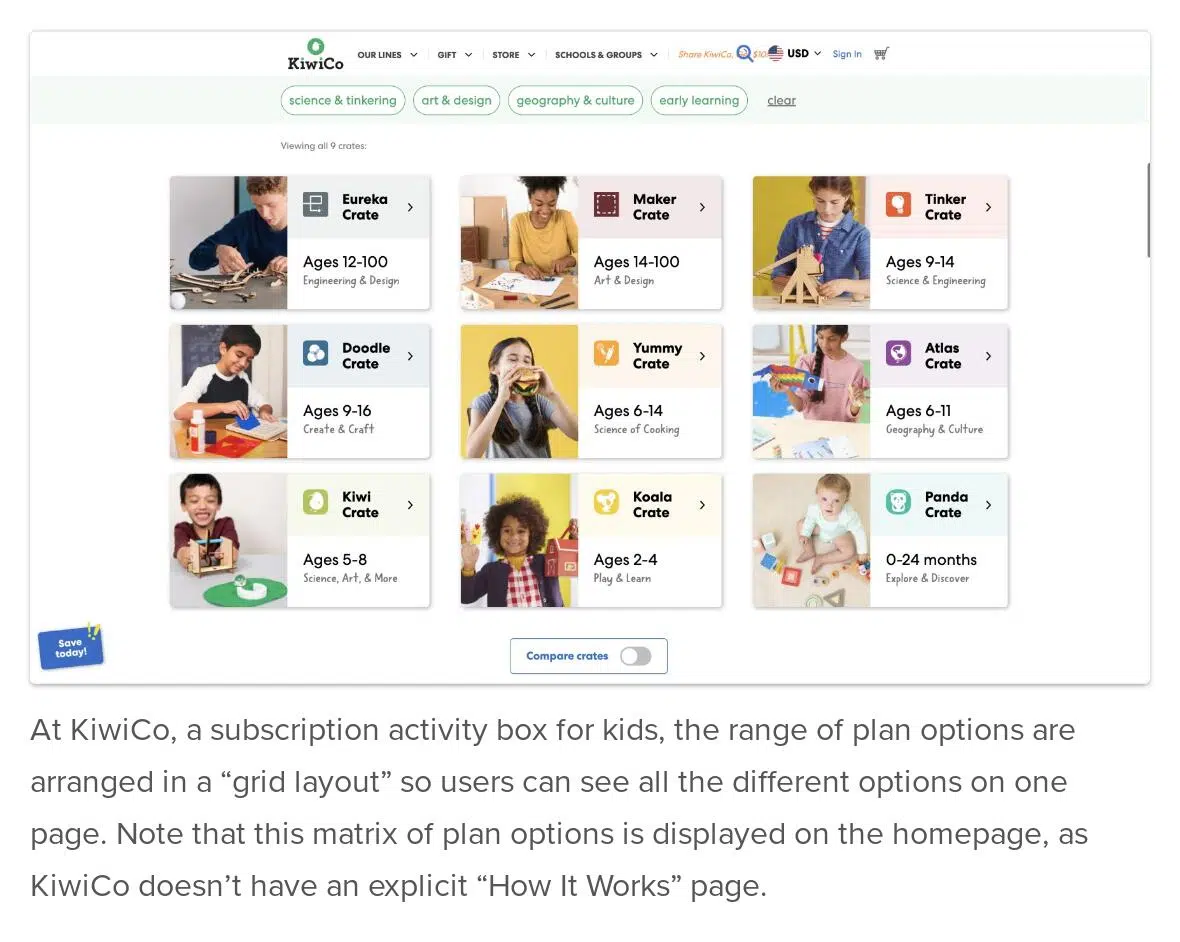 KiwiCo
OUR LINES GIFT STORE SCHOOLS & GROUPS Share KiwiCo, $10 USD Sign In
science & tinkering art & design geography & culture early learning clear
Viewing all 9 crates:
Eureka
Crate
Ages 12-100
Engineering & Design
Maker
Crate
Ages 14-100
Art & Design
Tinker
Crate
Ages 9-14
Science & Engineering
Doodle
Crate
Ages 9-16
Create & Craft
Yummy
Crate
Ages 6-14
Science of Cooking
Atlas
Crate
Ages 6-11
Geography & Culture
Kiwi
Crate
Ages 5-8
Science, Art, & More
Koala
Crate
Ages 2-4
Play & Learn
Panda
Crate
0-24 months
Explore & Discover
Save
today!
Compare crates
At KiwiCo, a subscription activity box for kids, the range of plan options are
arranged in a “grid layout” so users can see all the different options on one
page. Note that this matrix of plan options is displayed on the homepage, as
KiwiCo doesn’t have an explicit “How It Works” page.